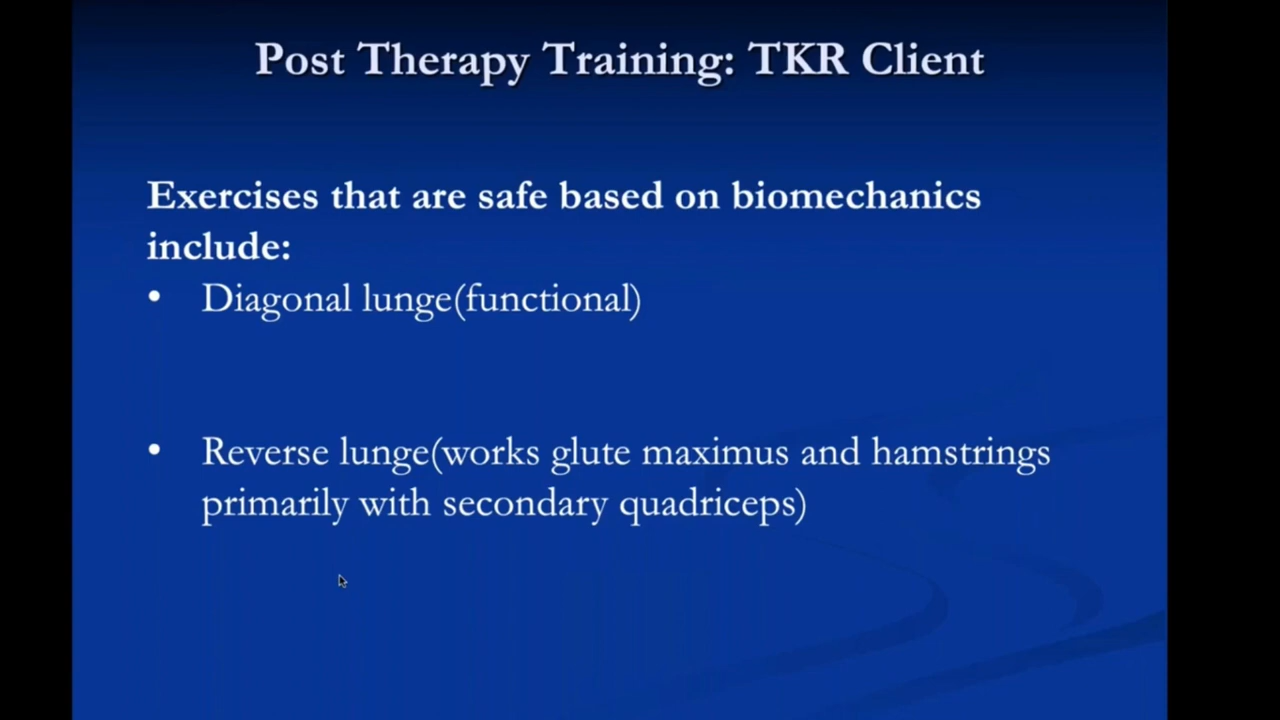 Post Therapy Training: TKR Client
Exercises that are safe based on biomechanics
include:
• Diagonal lunge(functional)
• Reverse lunge(works glute maximus and hamstrings
primarily with secondary quadriceps)